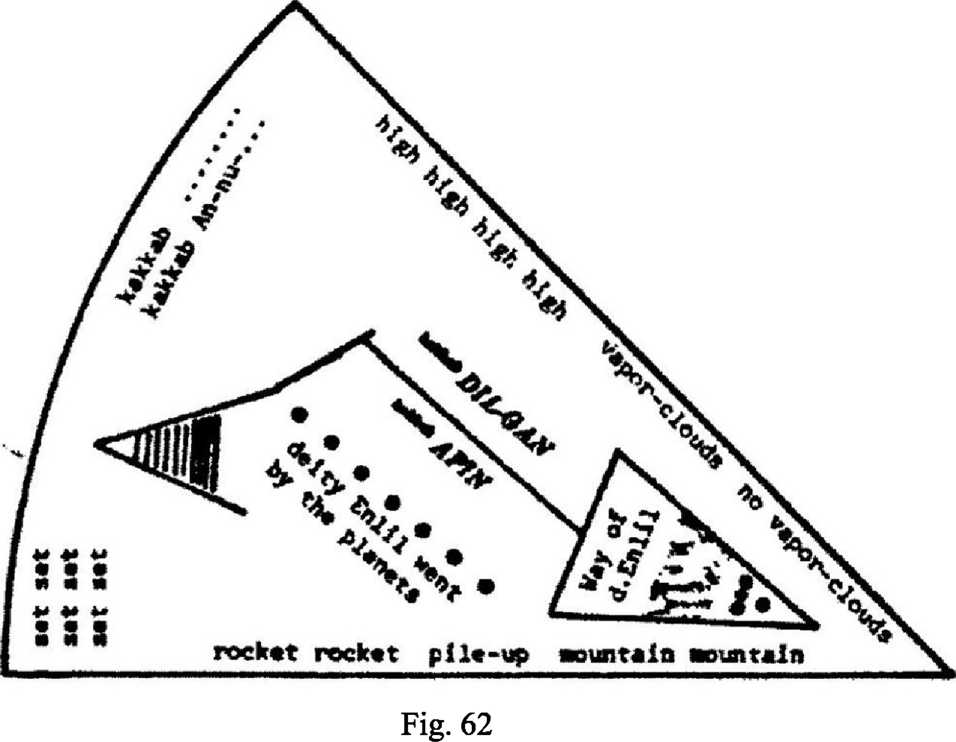 kakkab ........
kakkab An-nu-....
high high high high vapor-clouds no vapor-clouds
DIL-GAN
APIN
deity Enlil went
by the planets
Way of
d.Enlil
set set
set set
set set
rocket rocket pile-up mountain mountain
Fig. 62